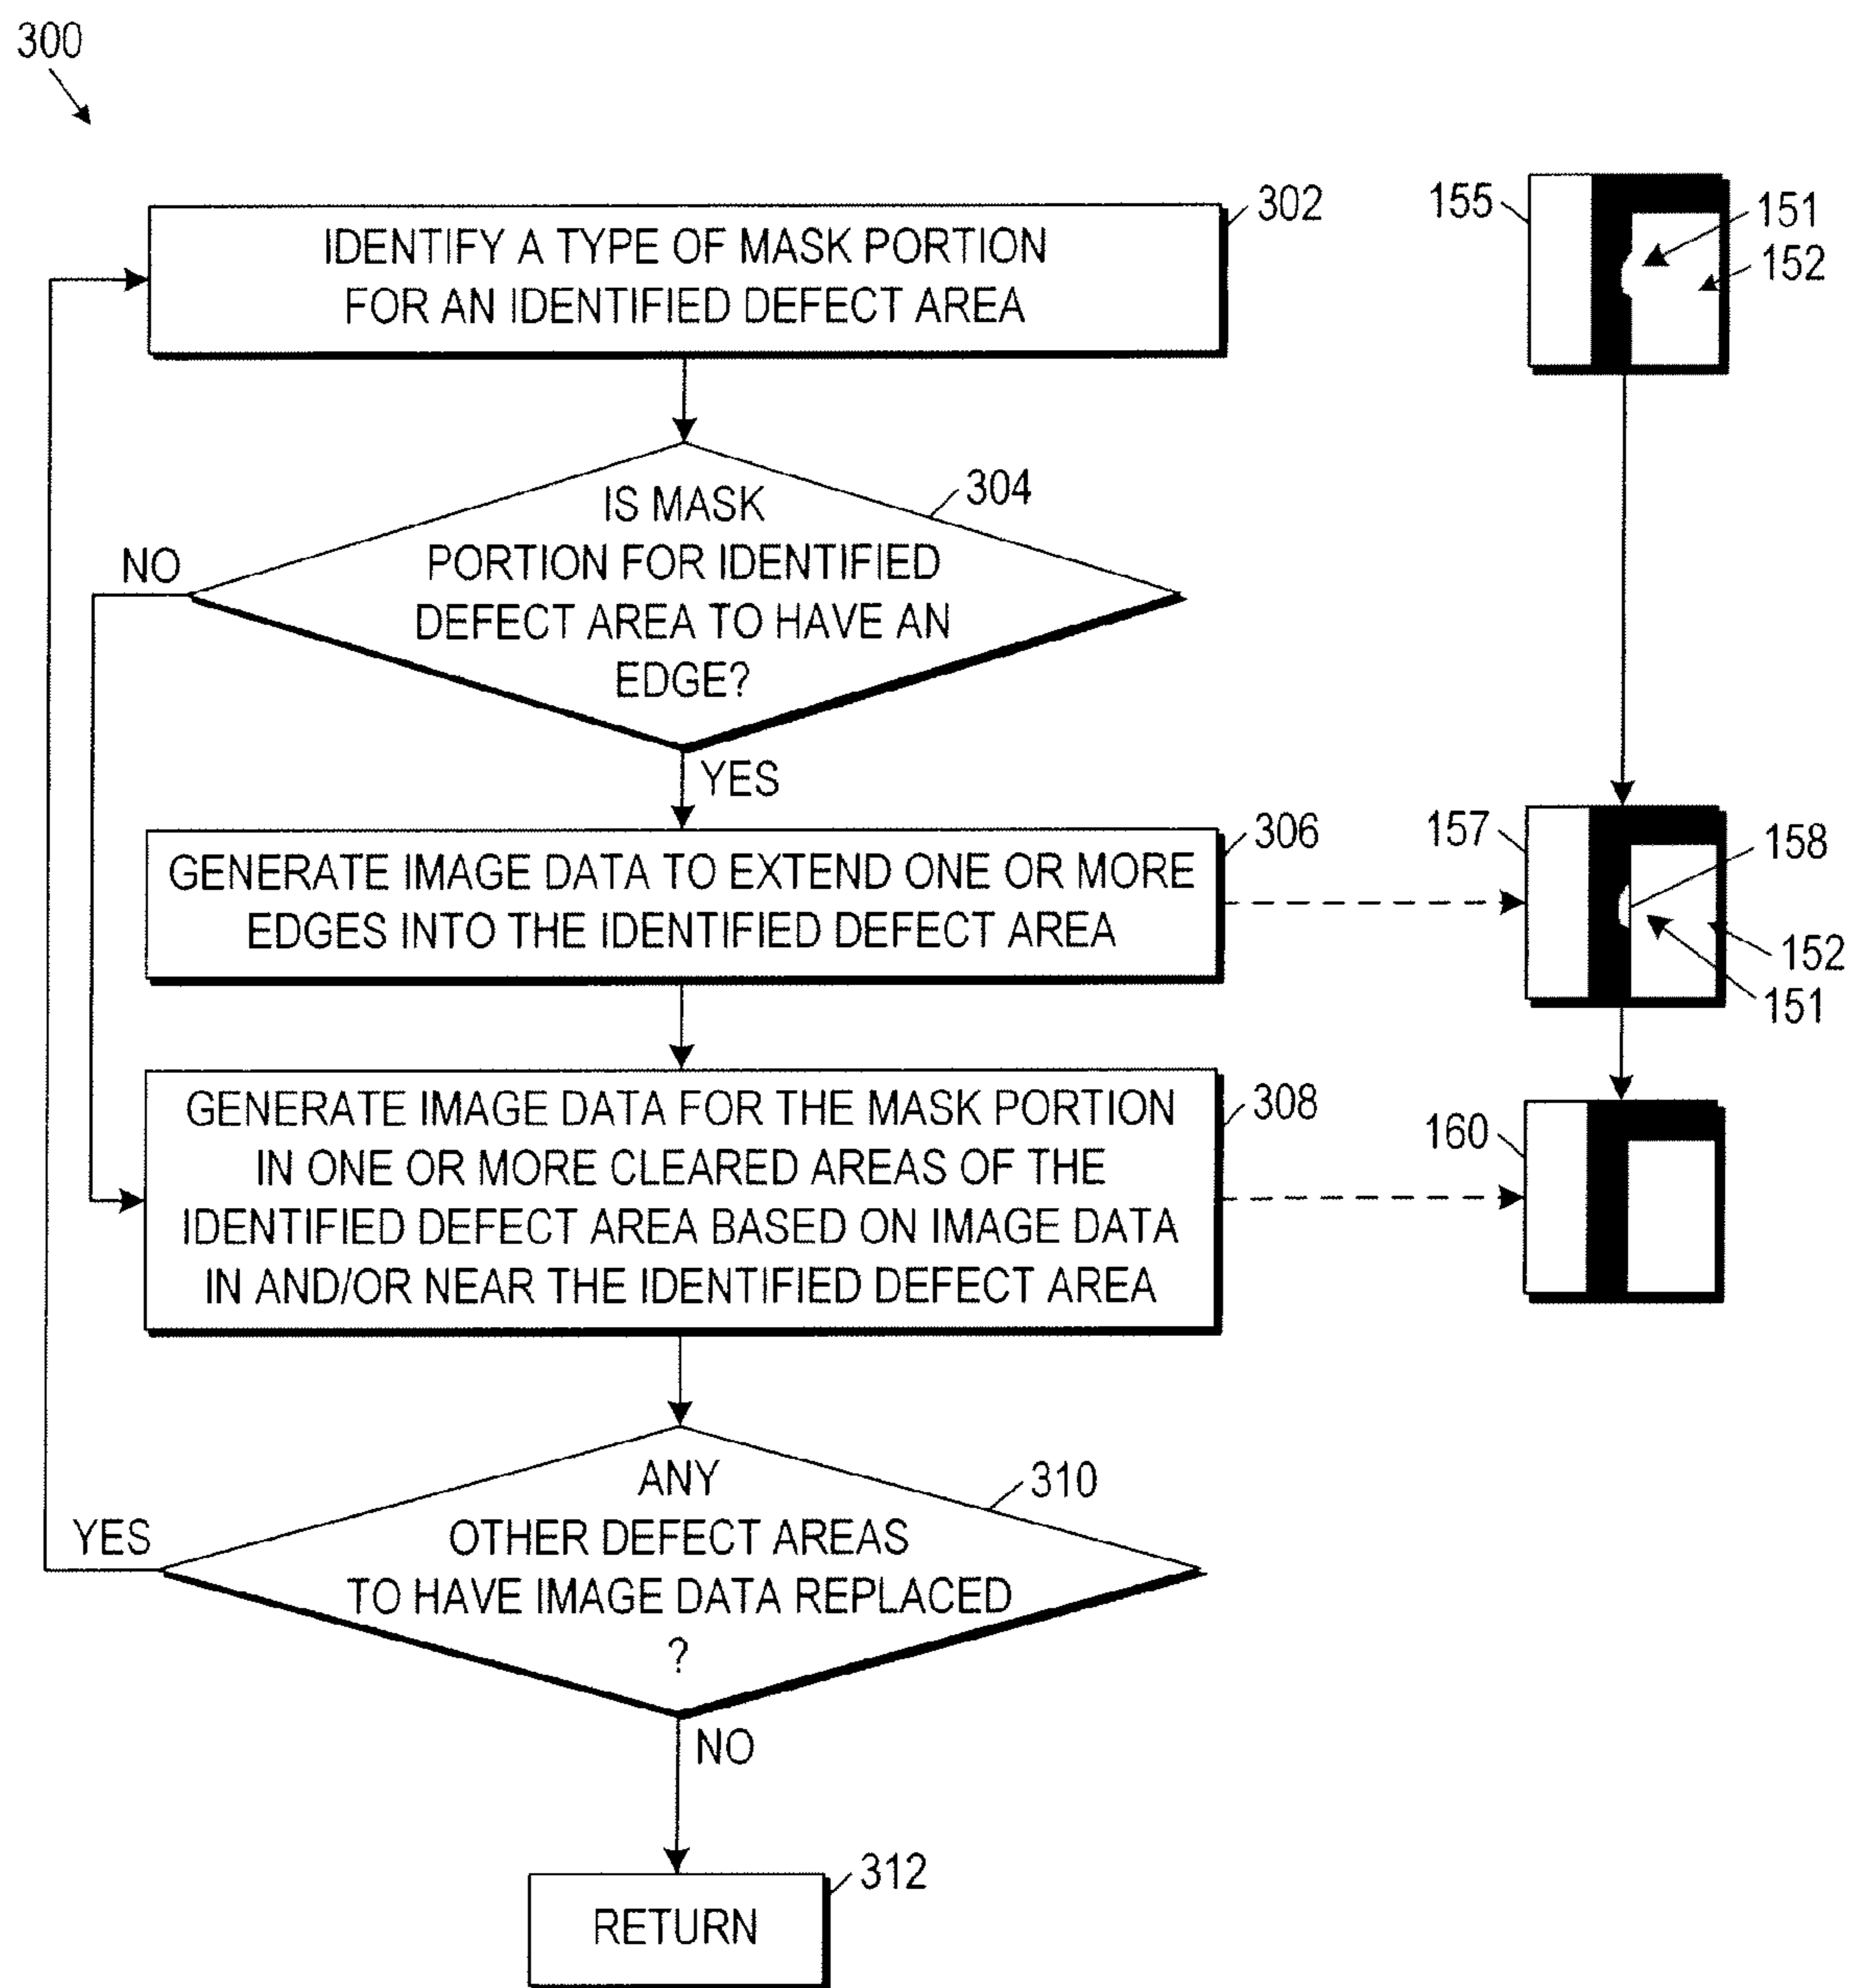 300
302
IDENTIFY A TYPE OF MASK PORTION
FOR AN IDENTIFIED DEFECT AREA
155
151
152
304
IS MASK
PORTION FOR IDENTIFIED
DEFECT AREA TO HAVE AN
EDGE?
NO
YES
306
GENERATE IMAGE DATA TO EXTEND ONE OR MORE
EDGES INTO THE IDENTIFIED DEFECT AREA
157
158
152
151
308
GENERATE IMAGE DATA FOR THE MASK PORTION
IN ONE OR MORE CLEARED AREAS OF THE
IDENTIFIED DEFECT AREA BASED ON IMAGE DATA
IN AND/OR NEAR THE IDENTIFIED DEFECT AREA
160
310
ANY
OTHER DEFECT AREAS
TO HAVE IMAGE DATA REPLACED
?
YES
NO
312
RETURN